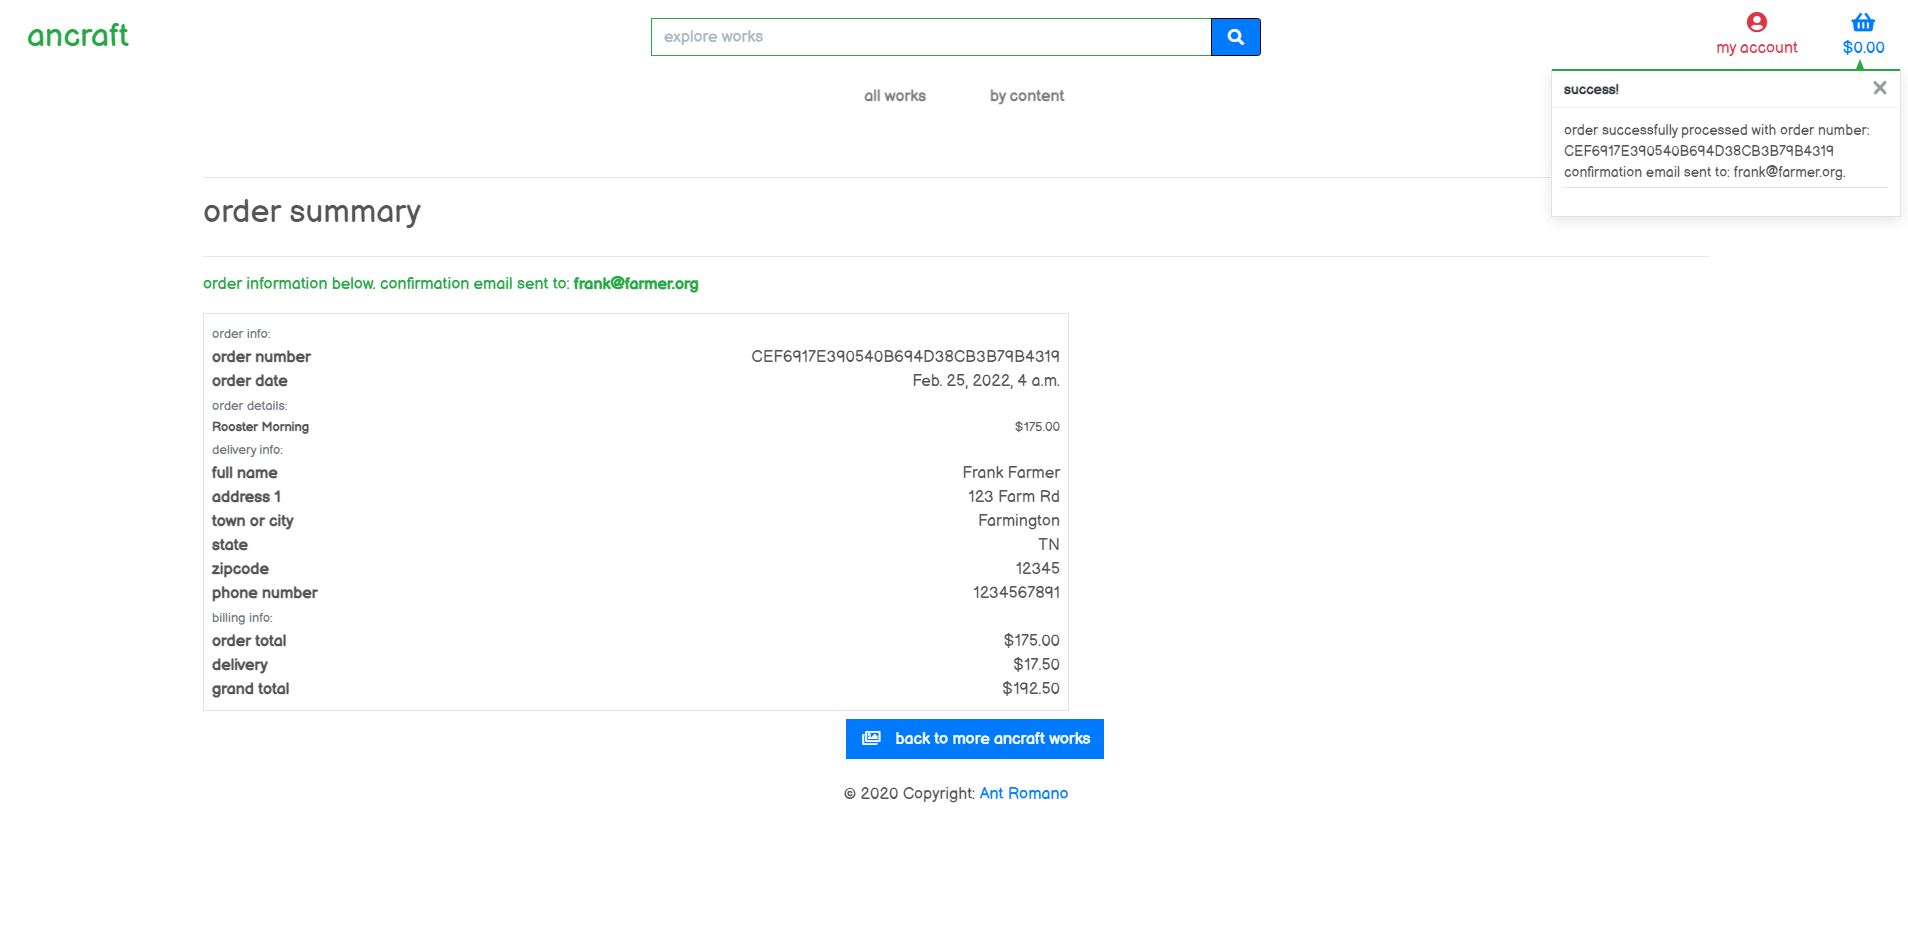 ancraft
explore works
my account
$0.00
all works
by content
success!
order successfully processed with order number:
CEF6917E390540B694D38CB3B79B4319
confirmation email sent to: frank@farmer.org.
order summary
order information below. confirmation email sent to: frank@farmer.org
order info:
order number CEF6917E390540B694D38CB3B79B4319
order date Feb. 25, 2022, 4 a.m.
order details:
Rooster Morning $175.00
delivery info:
full name Frank Farmer
address 1 123 Farm Rd
town or city Farmington
state TN
zipcode 12345
phone number 1234567891
billing info:
order total $175.00
delivery $17.50
grand total $192.50
back to more ancraft works
© 2020 Copyright: Ant Romano